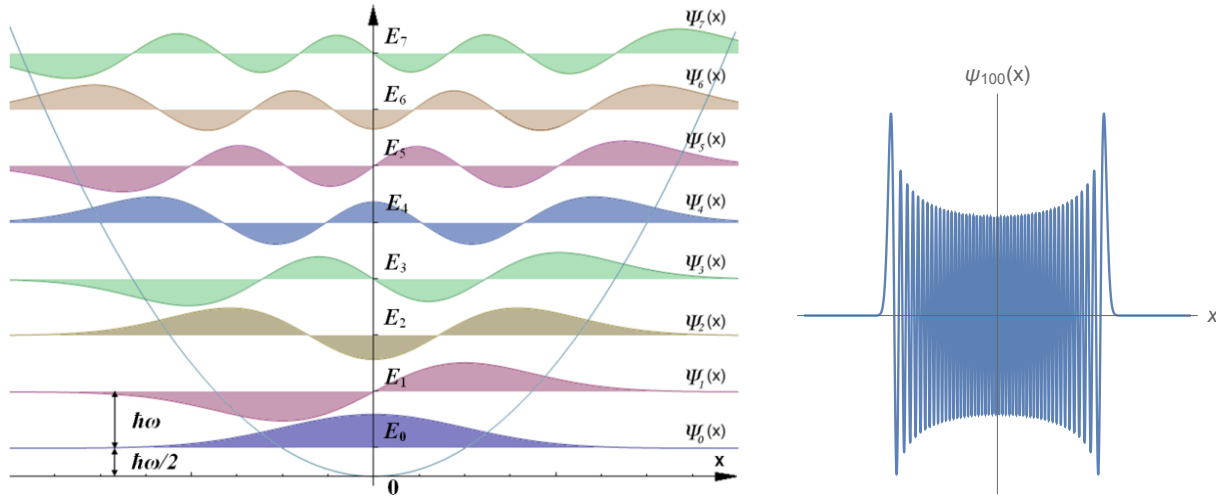 E₇ Ψ₇(x)
E₆ Ψ₆(x)
E₅ Ψ₅(x)
E₄ Ψ₄(x)
E₃ Ψ₃(x)
E₂ Ψ₂(x)
E₁ Ψ₁(x)
ħω
E₀ Ψ₀(x)
ħω/2
x
0
ψ₁₀₀(x)
x